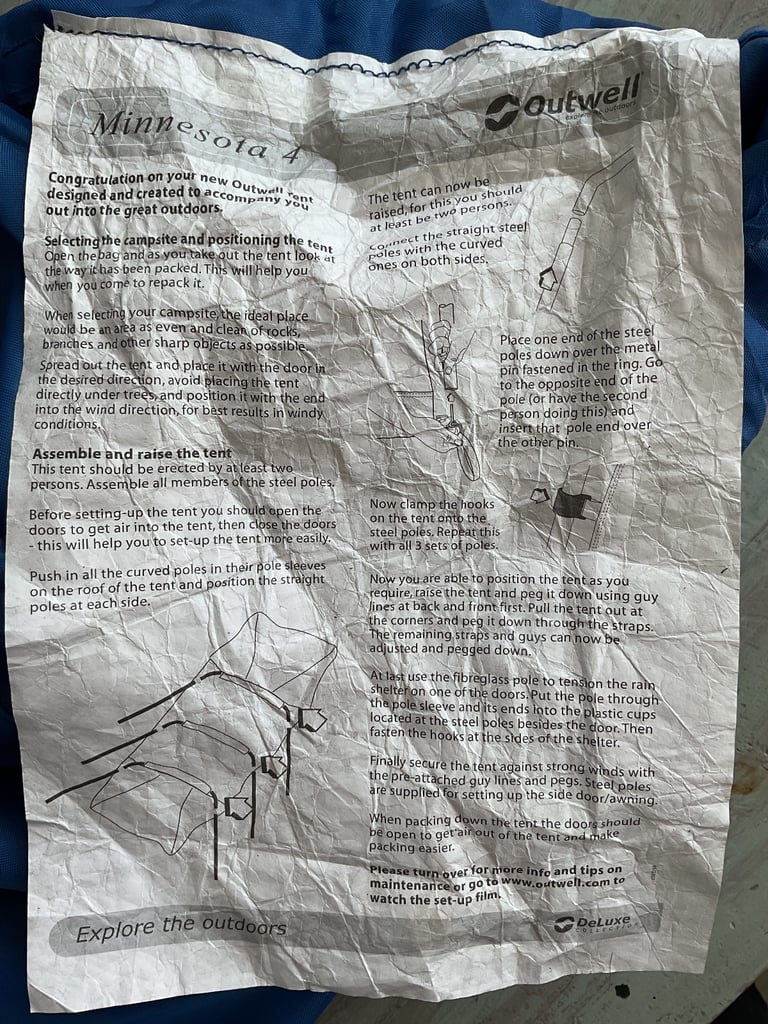 Minnesota 4
Outwell
explore the outdoors
Congratulation on your new Outwell tent
designed and created to accompany you
out into the great outdoors.
Selecting the campsite and positioning the tent
Open the bag and as you take out the tent look at
the way it has been packed. This will help you
when you come to repack it.
When selecting your campsite, the ideal place
would be an area as even and clean of rocks,
branches and other sharp objects as possible.
Spread out the tent and place it with the door in
the desired direction, avoid placing the tent
directly under trees, and position it with the end
into the wind direction, for best results in windy
conditions.
Assemble and raise the tent
This tent should be erected by at least two
persons. Assemble all members of the steel poles.
Before setting-up the tent you should open the
doors to get air into the tent, then close the doors
- this will help you to set-up the tent more easily.
Push in all the curved poles in their pole sleeves
on the roof of the tent and position the straight
poles at each side.
The tent can now be
raised, for this you should
at least be two persons.
Connect the straight steel
poles with the curved
ones on both sides.
Place one end of the steel
poles down over the metal
pin fastened in the ring. Go
to the opposite end of the
pole (or have the second
person doing this) and
insert that pole end over
the other pin.
Now clamp the hooks
on the tent onto the
steel poles. Repeat this
with all 3 sets of poles.
Now you are able to position the tent as you
require, raise the tent and peg it down using guy
lines at back and front first. Pull the tent out at
the corners and peg it down through the straps.
The remaining straps and guys can now be
adjusted and pegged down.
At last use the fibreglass pole to tension the rain
shelter on one of the doors. Put the pole through
the pole sleeve and its ends into the plastic cups
located at the steel poles besides the door. Then
fasten the hooks at the sides of the shelter.
Finally secure the tent against strong winds with
the pre-attached guy lines and pegs. Steel poles
are supplied for setting up the side door/awning.
When packing down the tent the doors should
be open to get air out of the tent and make
packing easier.
Please turn over for more info and tips on
maintenance or go to www.outwell.com to
watch the set-up film.
Explore the outdoors
DeLuxe
COLLECTION